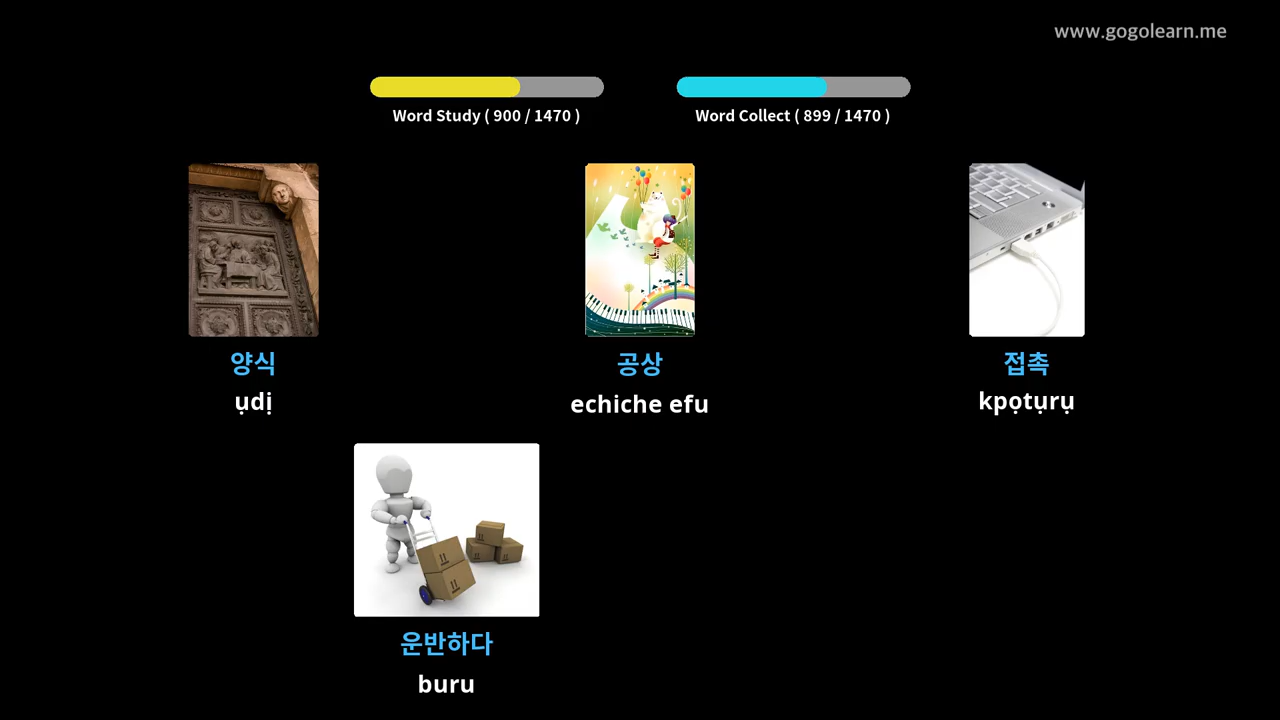 www.gogolearn.me
Word Study ( 900 / 1470 )
Word Collect ( 899 / 1470 )
양식
ụdị
공상
echiche efu
접촉
kpọtụrụ
운반하다
buru